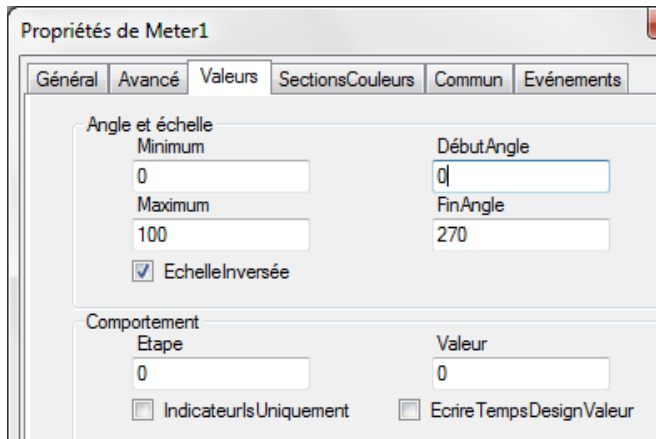 Propriétés de Meter1
Général Avancé Valeurs SectionsCouleurs Commun Evénements
Angle et échelle
Minimum DébutAngle
0 0
Maximum FinAngle
100 270
EchelleInversée
Comportement
Etape Valeur
0 0
IndicateurIsUniquement EcrireTempsDesignValeur